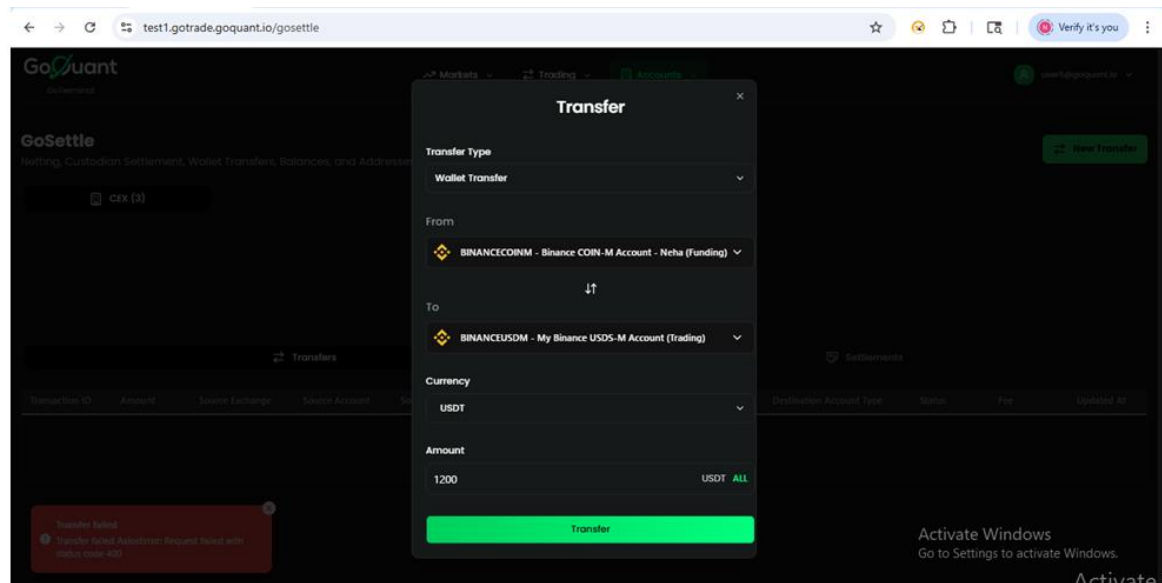 test1.gotrade.goquant.io/gosettle
Verify it's you
GoQuant
GoTerminal
Markets
Trading
Accounts
GoSettle
Netting, Custodian Settlement, Wallet Transfers, Balances, and Addresses
New Transfer
CEX (3)
Transfer
Transfer Type
Wallet Transfer
From
BINANCECOINM - Binance COIN-M Account - Neha (Funding)
To
BINANCEUSDM - My Binance USDS-M Account (Trading)
Transfers
Settlements
Currency
USDT
Transaction ID
Amount
Source Exchange
Source Account
Destination Account Type
Status
Fee
Updated At
Amount
1200
USDT ALL
Transfer
Transfer failed
Transfer failed AxiosError: Request failed with
status code 400
Activate Windows
Go to Settings to activate Windows.
Activate